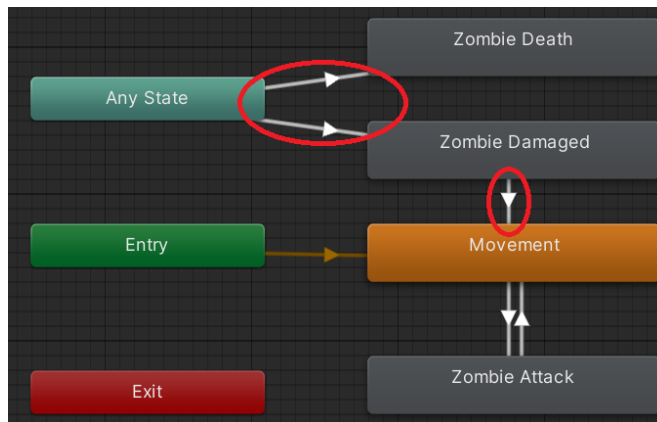 Zombie Death
Any State
Zombie Damaged
Entry
Movement
Zombie Attack
Exit